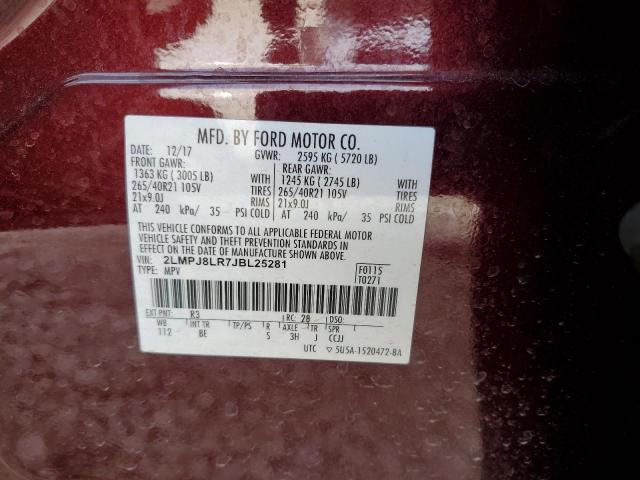 MFD. BY FORD MOTOR CO.
DATE: 12/17 GVWR: 2595 KG ( 5720 LB)
FRONT GAWR: REAR GAWR:
1363 KG ( 3005 LB) 1245 KG ( 2745 LB)
265/40R21 105V WITH TIRES 265/40R21 105V WITH TIRES
21x9.0J RIMS 21x9.0J RIMS
AT 240 kPa/ 35 PSI COLD AT 240 kPa/ 35 PSI COLD
THIS VEHICLE CONFORMS TO ALL APPLICABLE FEDERAL MOTOR
VEHICLE SAFETY AND THEFT PREVENTION STANDARDS IN
EFFECT ON THE DATE OF MANUFACTURE SHOWN ABOVE.
VIN: 2LMPJ8LR7JBL25281 F0115
TYPE: MPV T0271
EXT PNT: R3 RC: 28 DSO:
WB INT TR TP/PS R AXLE TR SPR
112 BE S 3H J CCJJ
UTC ▽ 5U5A-1520472-BA